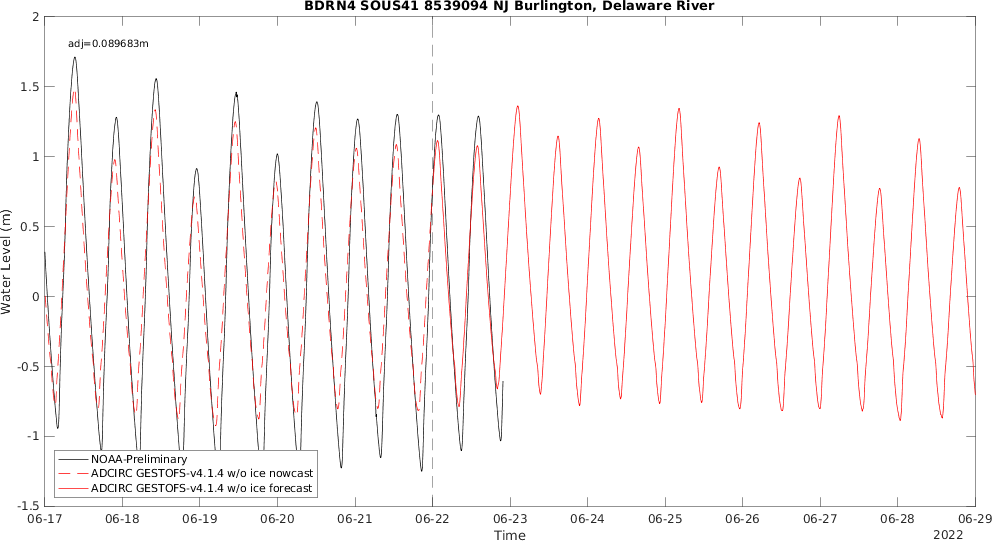 BDRN4 SOUS41 8539094 NJ Burlington, Delaware River
adj=0.089683m
2
1.5
1
0.5
0
-0.5
-1
-1.5
Water Level (m)
NOAA-Preliminary
ADCIRC GESTOFS-v4.1.4 w/o ice nowcast
ADCIRC GESTOFS-v4.1.4 w/o ice forecast
06-17 06-18 06-19 06-20 06-21 06-22 06-23 06-24 06-25 06-26 06-27 06-28 06-29
Time
2022